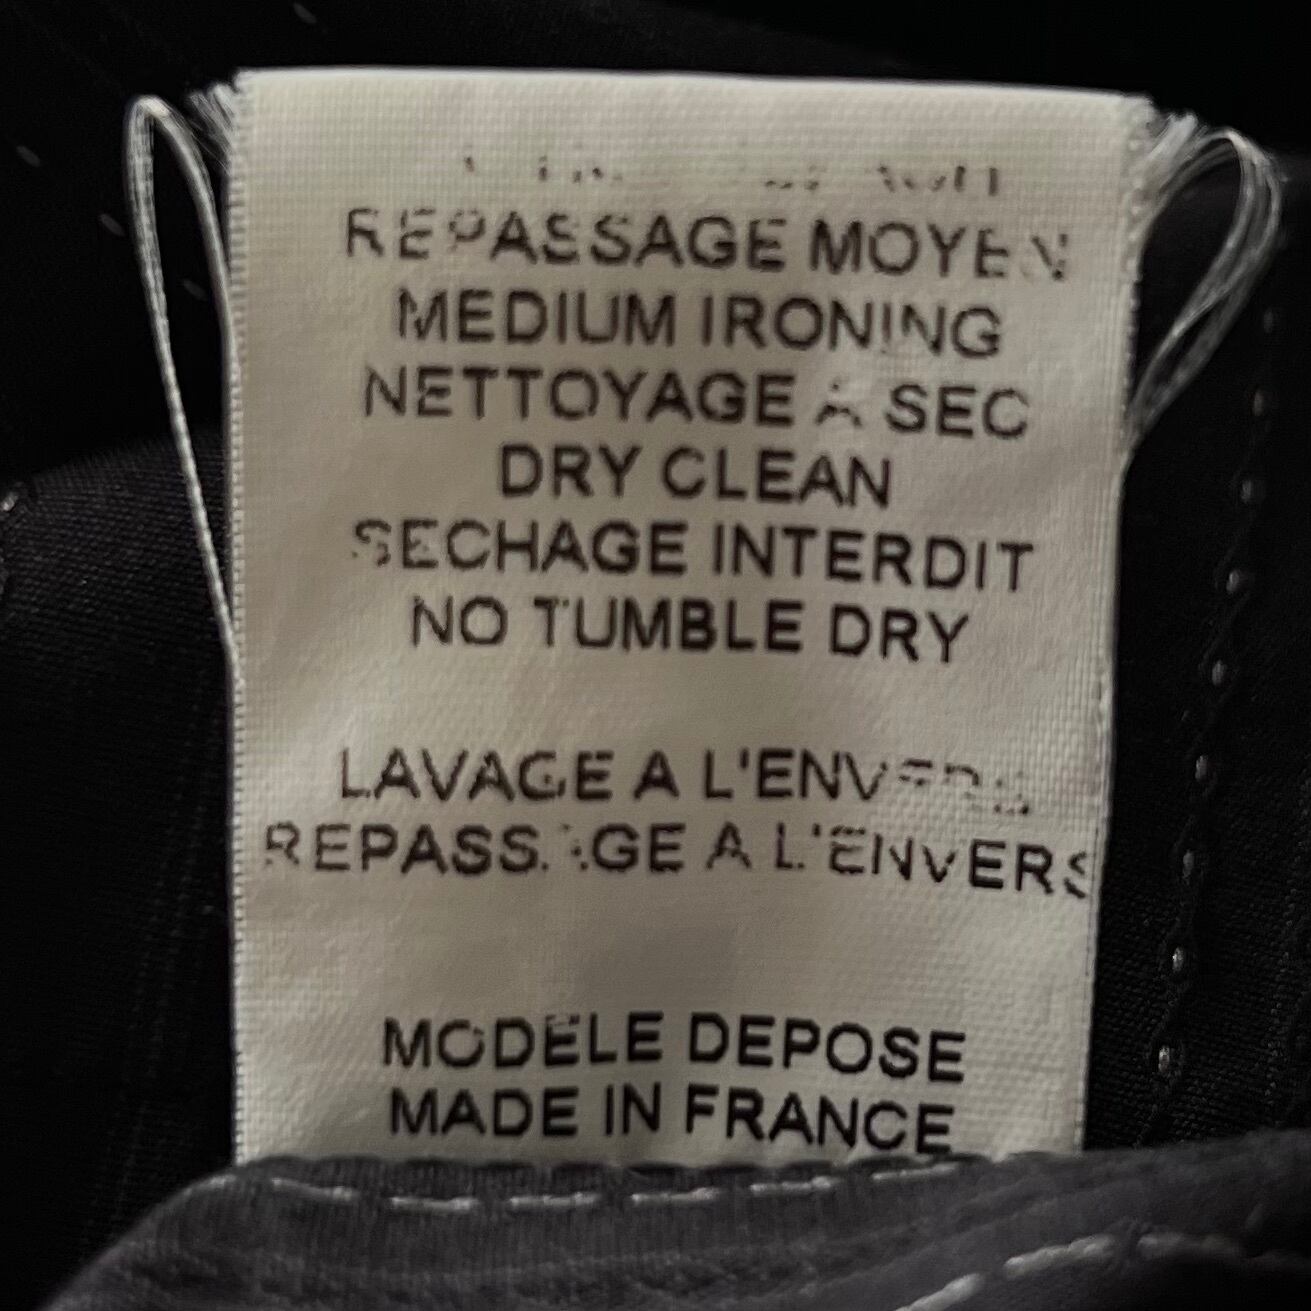 REPASSAGE MOYEN
MEDIUM IRONING
NETTOYAGE A SEC
DRY CLEAN
SECHAGE INTERDIT
NO TUMBLE DRY
LAVAGE A L'ENVERS
REPASSAGE A L'ENVERS
MODELE DEPOSE
MADE IN FRANCE